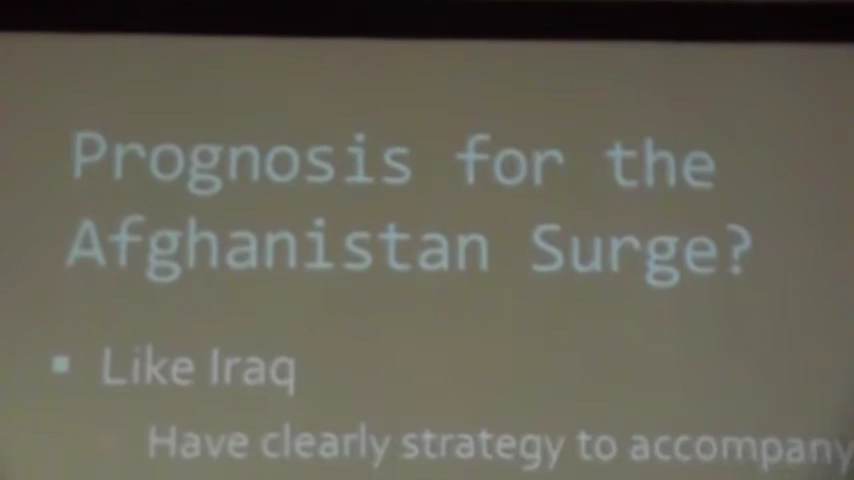 Prognosis for the
Afghanistan Surge?
▪ Like Iraq
Have clearly strategy to accompany